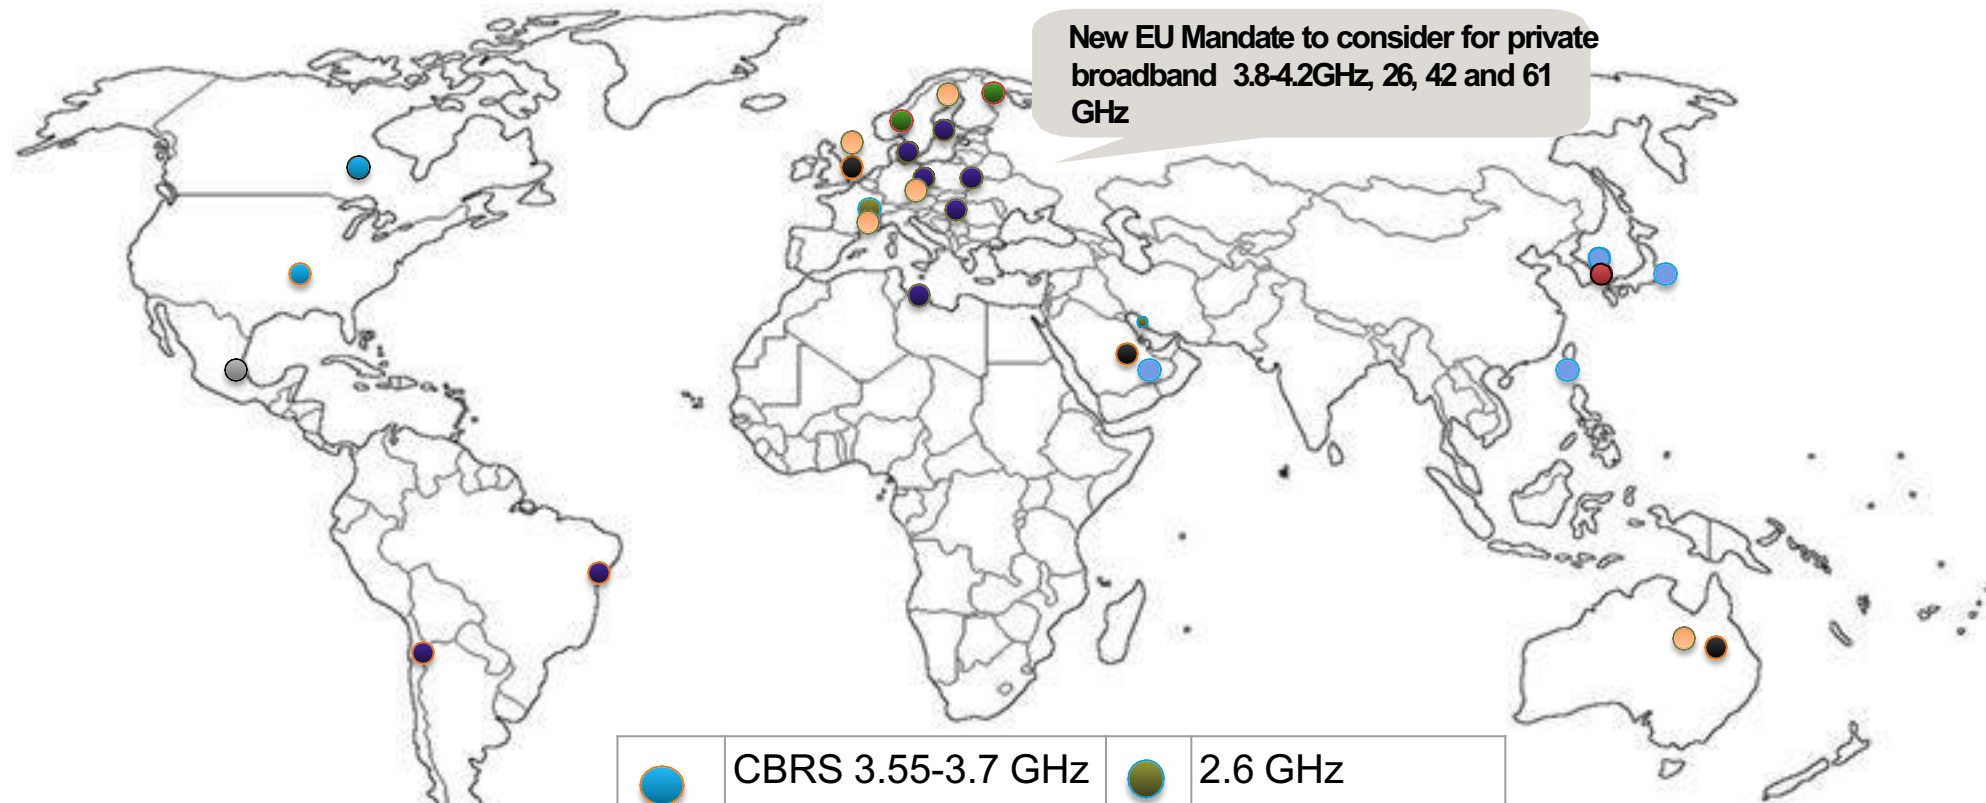 New EU Mandate to consider for private
broadband 3.8-4.2GHz, 26, 42 and 61
GHz
CBRS 3.55-3.7 GHz
2.6 GHz